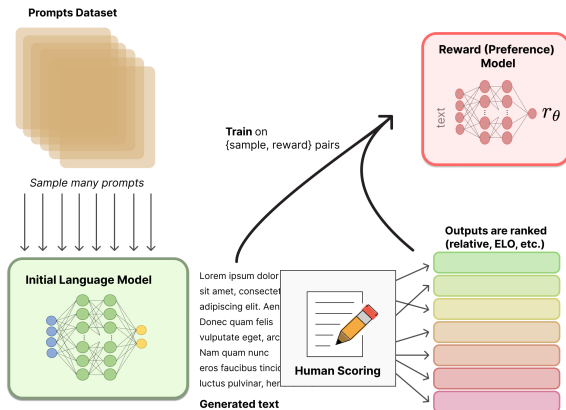 Prompts Dataset
Sample many prompts
Initial Language Model
Train on
{sample, reward} pairs
Reward (Preference)
Model
text
rθ
Outputs are ranked
(relative, ELO, etc.)
Lorem ipsum dolor
sit amet, consectet
adipiscing elit. Aen
Donec quam felis
vulputate eget, arc
Nam quam nunc
eros faucibus tincid
luctus pulvinar, her
Generated text
Human Scoring